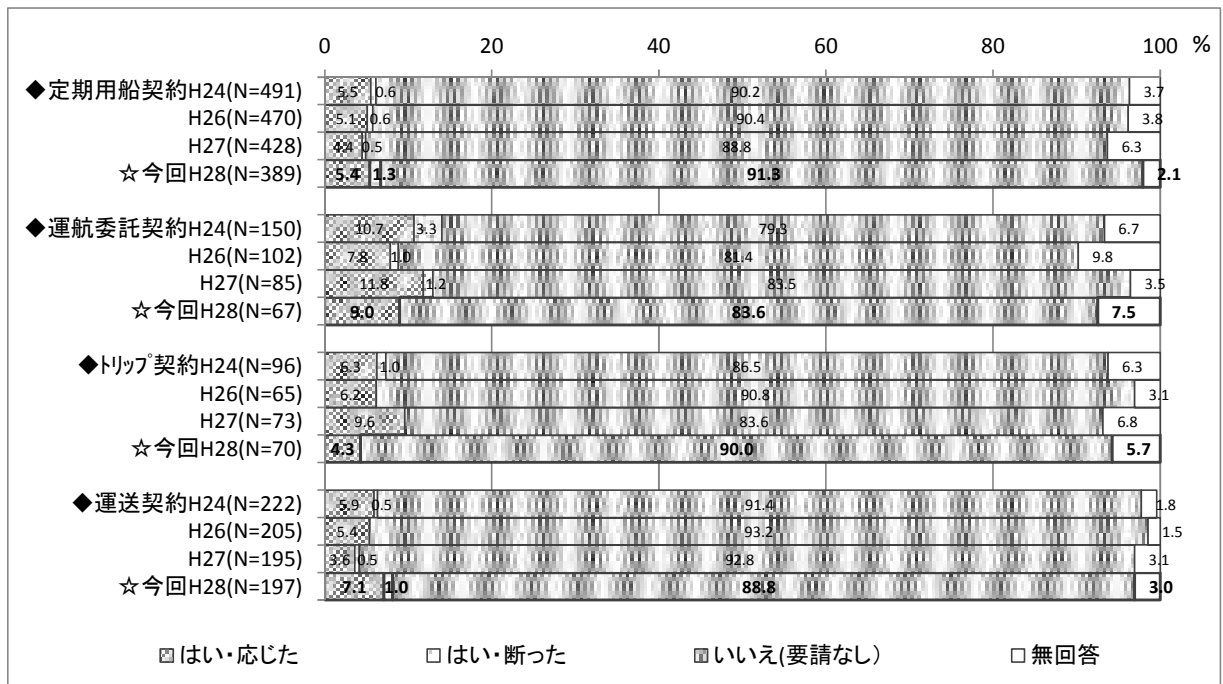 0 20 40 60 80 100 %
◆定期用船契約H24(N=491) 5.5 0.6 90.2 3.7
H26(N=470) 5.1 0.6 90.4 3.8
H27(N=428) 4.4 0.5 88.8 6.3
☆今回H28(N=389) 5.4 1.3 91.3 2.1
◆運航委託契約H24(N=150) 10.7 3.3 79.3 6.7
H26(N=102) 7.8 1.0 81.4 9.8
H27(N=85) 11.8 1.2 83.5 3.5
☆今回H28(N=67) 9.0 83.6 7.5
◆トリップ契約H24(N=96) 6.3 1.0 86.5 6.3
H26(N=65) 6.2 90.8 3.1
H27(N=73) 9.6 83.6 6.8
☆今回H28(N=70) 4.3 90.0 5.7
◆運送契約H24(N=222) 5.9 0.5 91.4 1.8
H26(N=205) 5.4 93.2 1.5
H27(N=195) 3.6 0.5 92.8 3.1
☆今回H28(N=197) 7.1 1.0 88.8 3.0
はい・応じた はい・断った いいえ(要請なし) 無回答